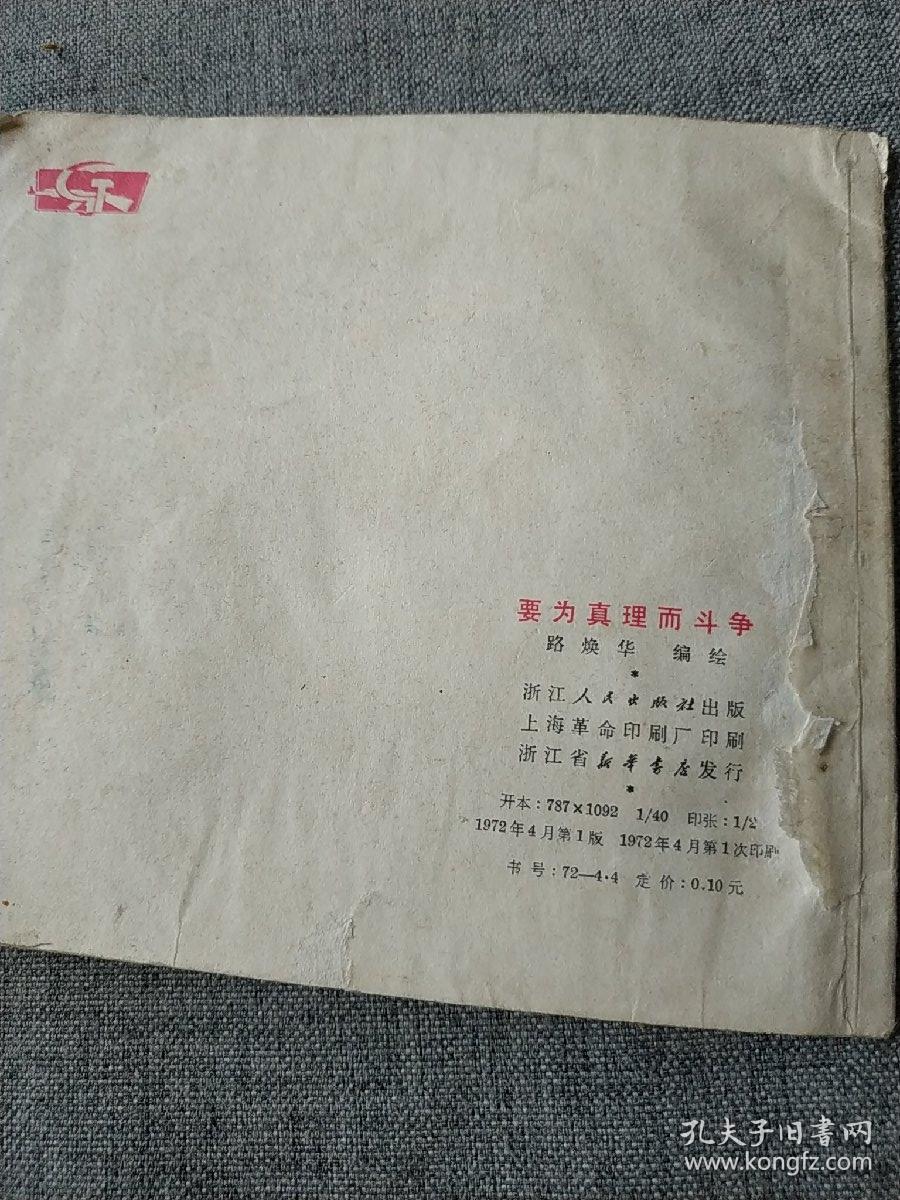 要为真理而斗争
路焕华 编绘
*
浙江人民出版社出版
上海革命印刷厂印刷
浙江省新华书店发行
*
开本:787×1092 1/40 印张:1/2
1972年4月第1版 1972年4月第1次印刷
书号:72—4·4 定价:0.10元
孔夫子旧書网
www.kongfz.com